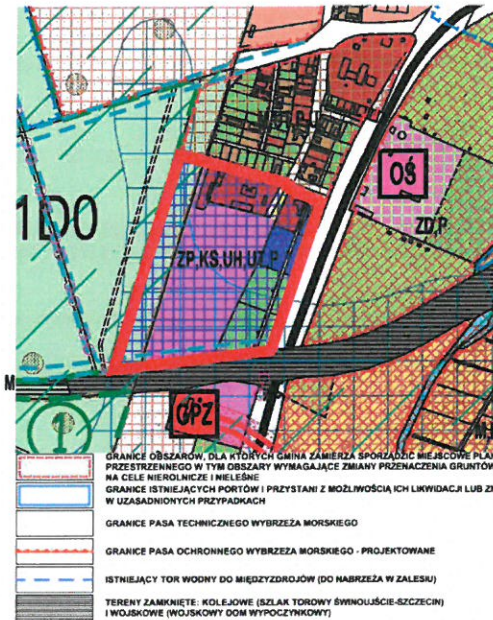 OŚ
1DO
ZD,P
ZP,KS,UH,UT,P
M
GPZ
1
GRANICE OBSZARÓW, DLA KTÓRYCH GMINA ZAMIERZA SPORZĄDZIĆ MIEJSCOWE PLA
PRZESTRZENNEGO W TYM OBSZARY WYMAGAJĄCE ZMIANY PRZENACZENIA GRUNTÓW
NA CELE NIEROLNICZE I NIELEŚNE
GRANICE ISTNIEJĄCYCH PORTÓW I PRZYSTANI Z MOŻLIWOŚCIĄ ICH LIKWIDACJI LUB
W UZASADNIONYCH PRZYPADKACH
GRANICE PASA TECHNICZNEGO WYBRZEŻA MORSKIEGO
GRANICE PASA OCHRONNEGO WYBRZEŻA MORSKIEGO - PROJEKTOWANE
ISTNIEJĄCY TOR WODNY DO MIĘDZYZDROJÓW (DO NABRZEŻA W ZALESIU)
TERENY ZAMKNIĘTE: KOLEJOWE (SZLAK TOROWY ŚWINOUJŚCIE-SZCZECIN)
I WOJSKOWE (WOJSKOWY DOM WYPOCZYNKOWY)